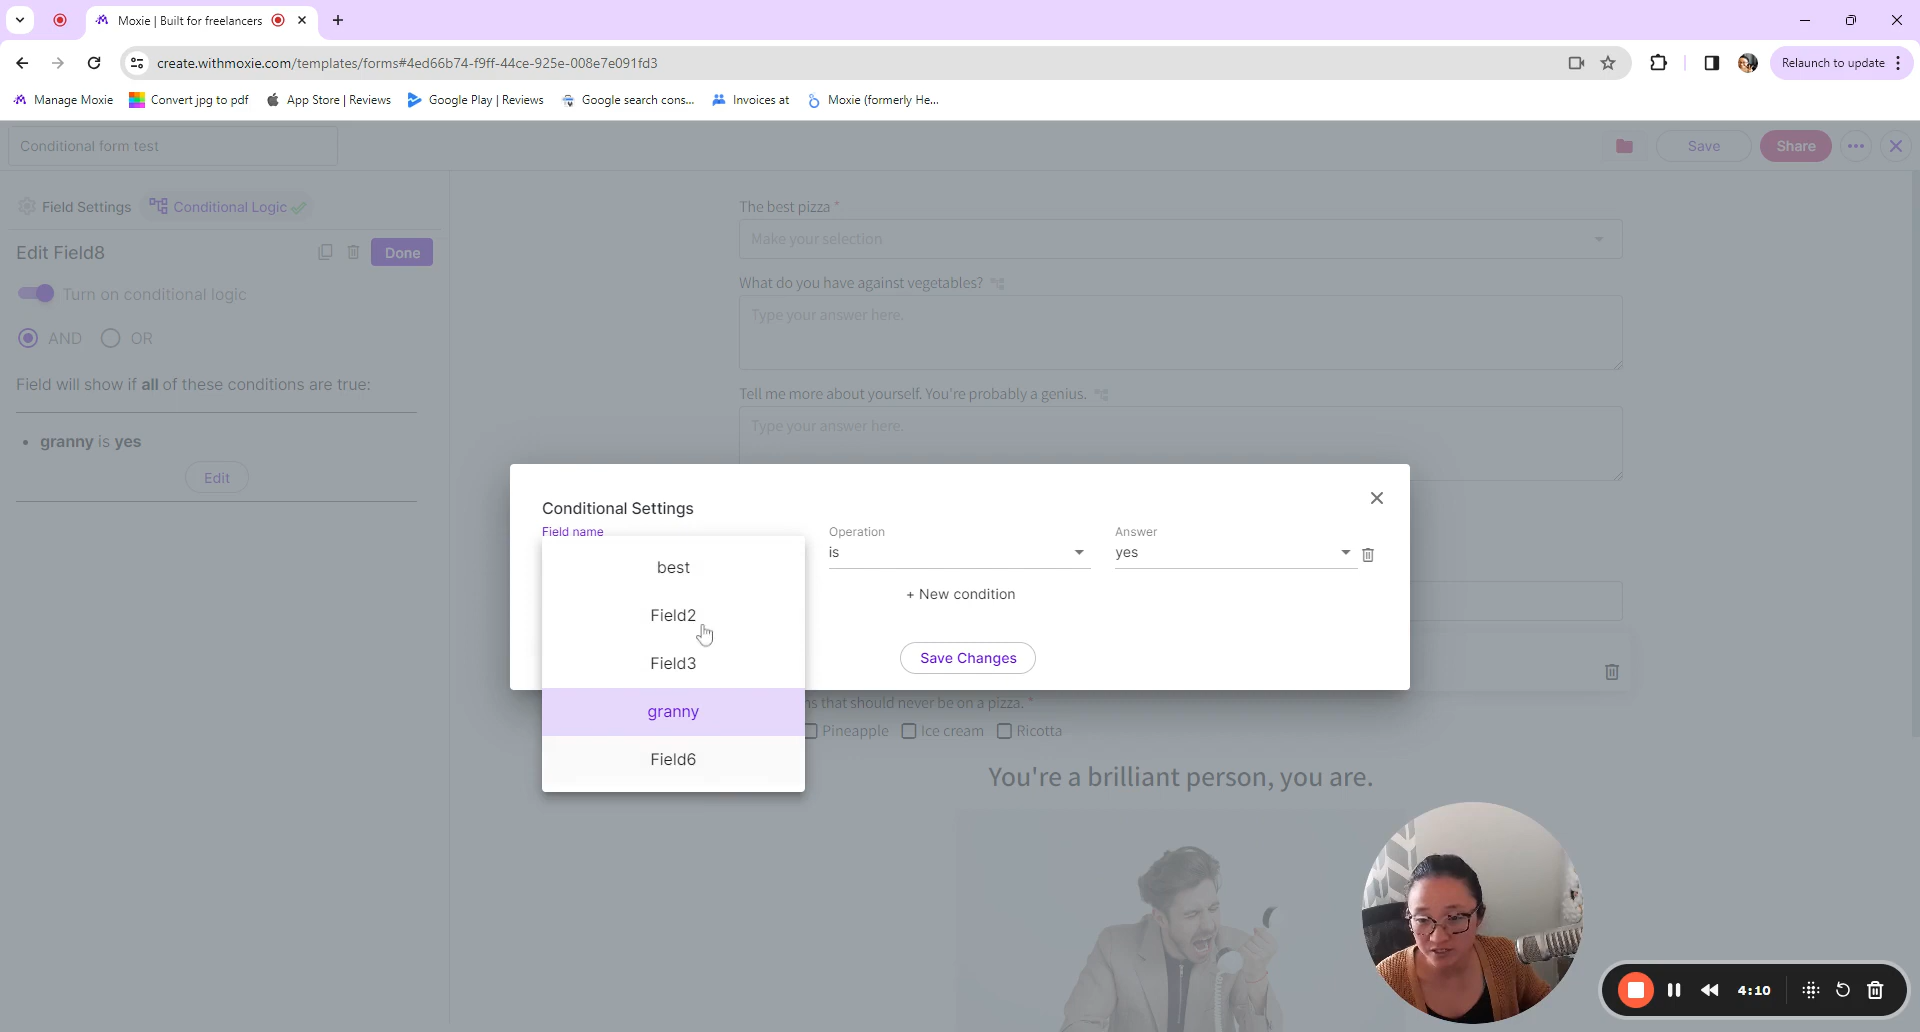 Moxie | Built for freelancers
create.withmoxie.com/templates/forms#4ed66b74-f9ff-44ce-925e-008e7e091fd3
Relaunch to update
Manage Moxie
Convert jpg to pdf
App Store | Reviews
Google Play | Reviews
Google search cons...
Invoices at
Moxie (formerly He...
Conditional form test
Save
Share
Field Settings
Conditional Logic
Edit Field8
Done
Turn on conditional logic
AND
OR
Field will show if all of these conditions are true:
• granny is yes
Edit
The best pizza *
Make your selection
What do you have against vegetables?
Type your answer here.
Tell me more about yourself. You're probably a genius.
Type your answer here.
Conditional Settings
Field name
Operation
Answer
is
yes
best
Field2
Field3
granny
Field6
+ New condition
Save Changes
that should never be on a pizza. *
Pineapple
Ice cream
Ricotta
You're a brilliant person, you are.
4:10